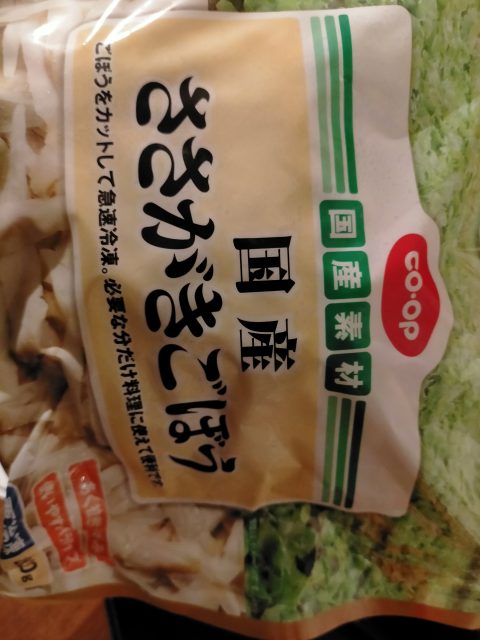 co·op
国産素材
国産
ささがきごぼう
ごぼうをカットして急速冷凍。必要な分だけ料理に使えて便利です